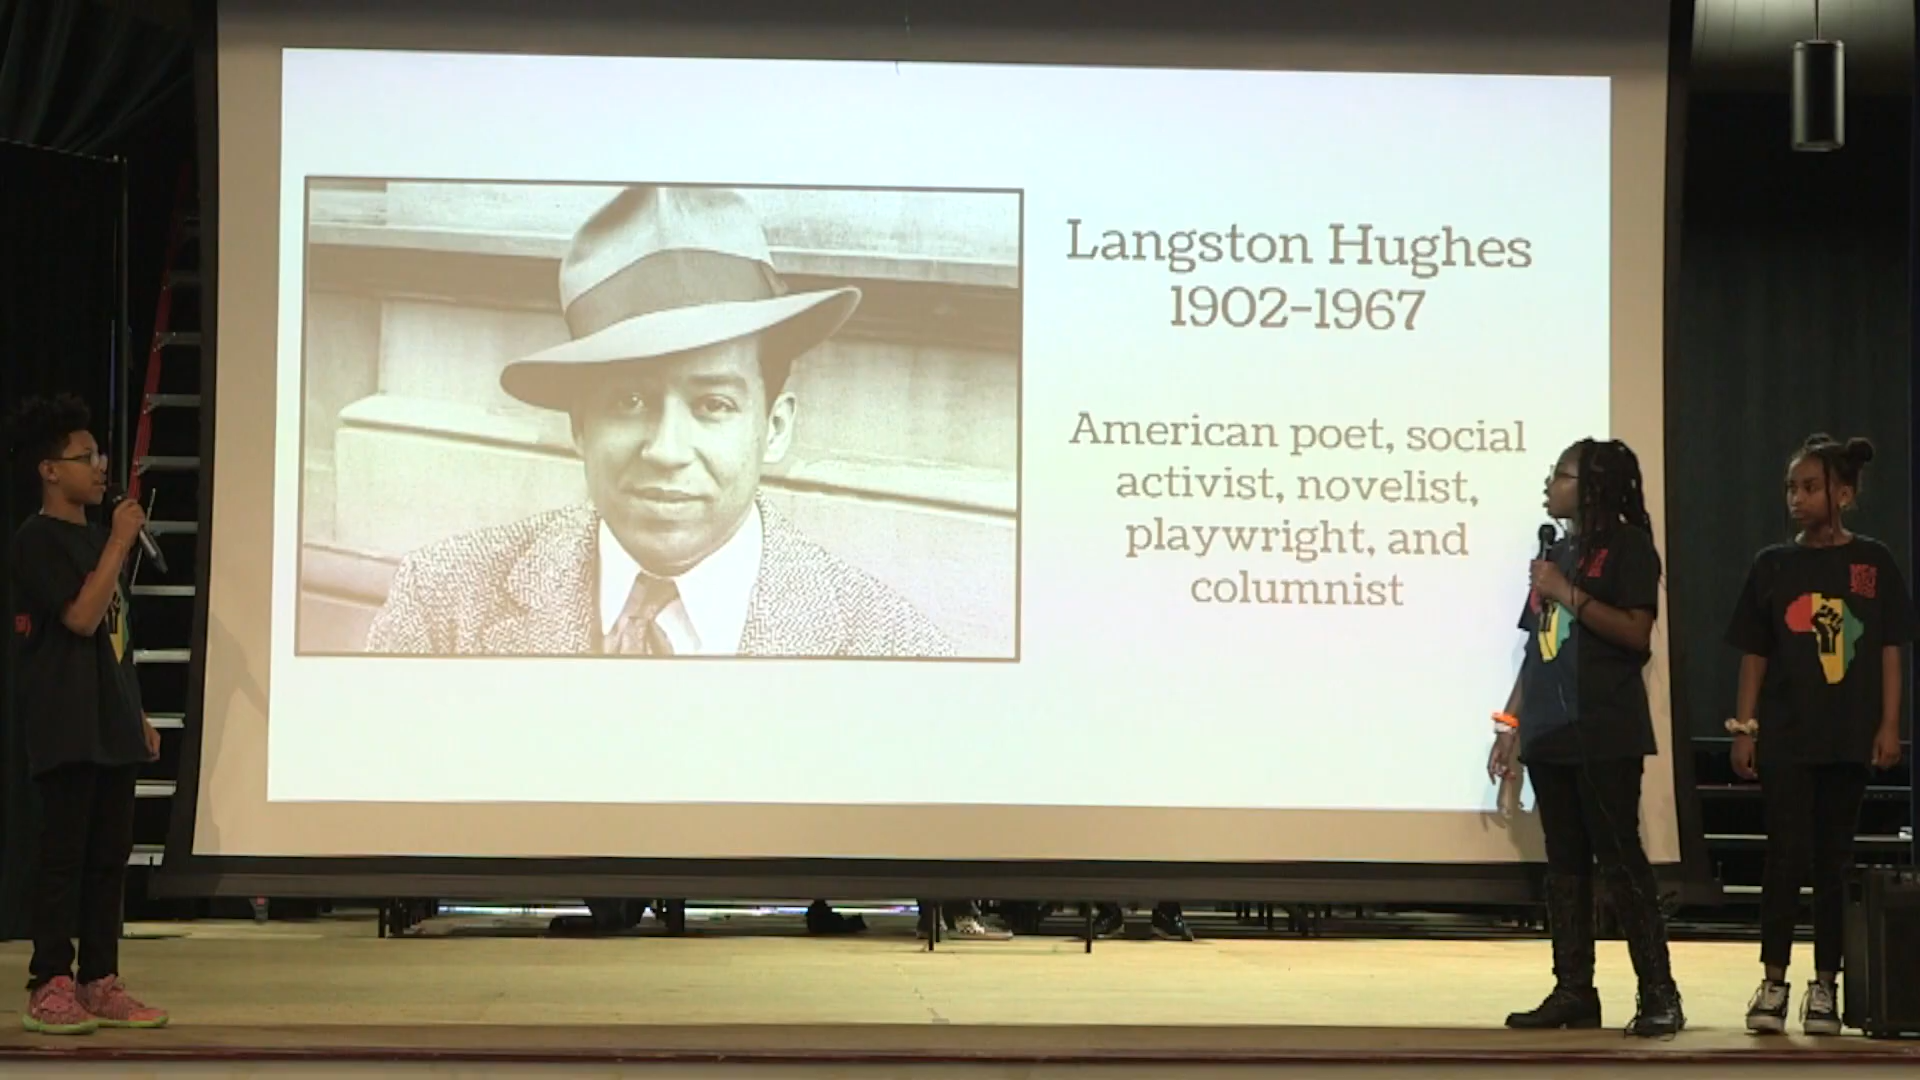 Langston Hughes
1902-1967
American poet, social
activist, novelist,
playwright, and
columnist